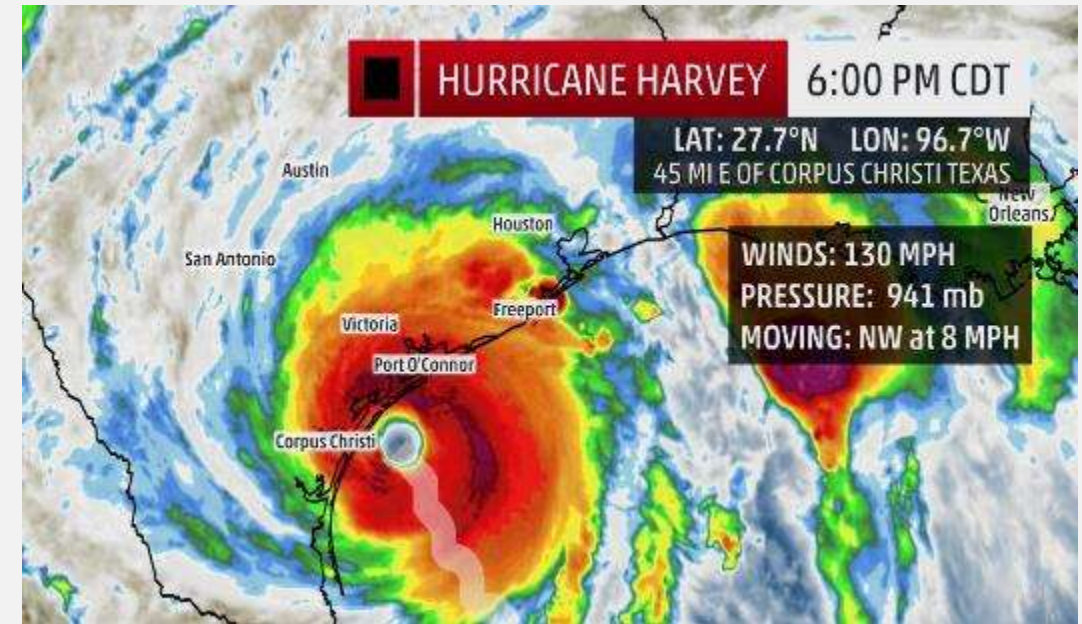 HURRICANE HARVEY 6:00 PM CDT
LAT: 27.7°N LON: 96.7°W
45 MI E OF CORPUS CHRISTI TEXAS
Austin
New
Orleans
Houston
San Antonio
WINDS: 130 MPH
PRESSURE: 941 mb
MOVING: NW at 8 MPH
Freeport
Victoria
Port O'Connor
Corpus Christi